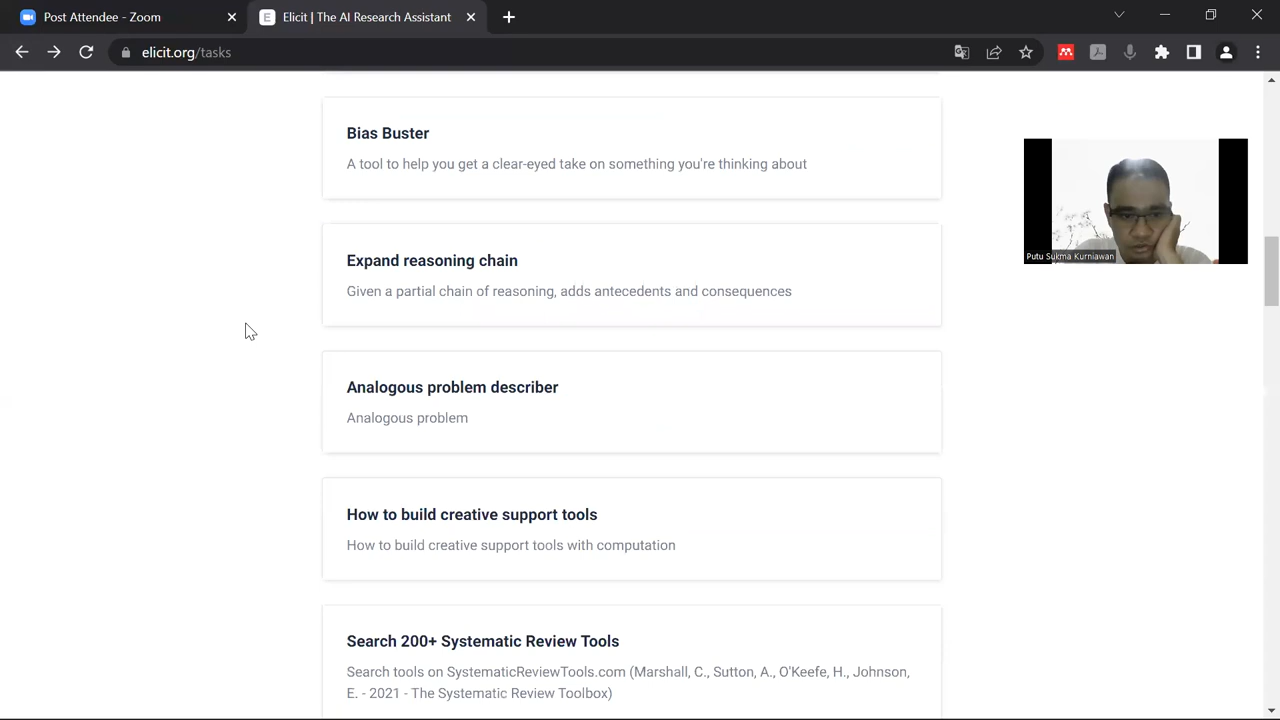 Post Attendee - Zoom
Elicit | The AI Research Assistant
elicit.org/tasks
Bias Buster
A tool to help you get a clear-eyed take on something you're thinking about
Expand reasoning chain
Given a partial chain of reasoning, adds antecedents and consequences
Analogous problem describer
Analogous problem
How to build creative support tools
How to build creative support tools with computation
Search 200+ Systematic Review Tools
Search tools on SystematicReviewTools.com (Marshall, C., Sutton, A., O'Keefe, H., Johnson,
E. - 2021 - The Systematic Review Toolbox)
Putu Sukma Kurniawan